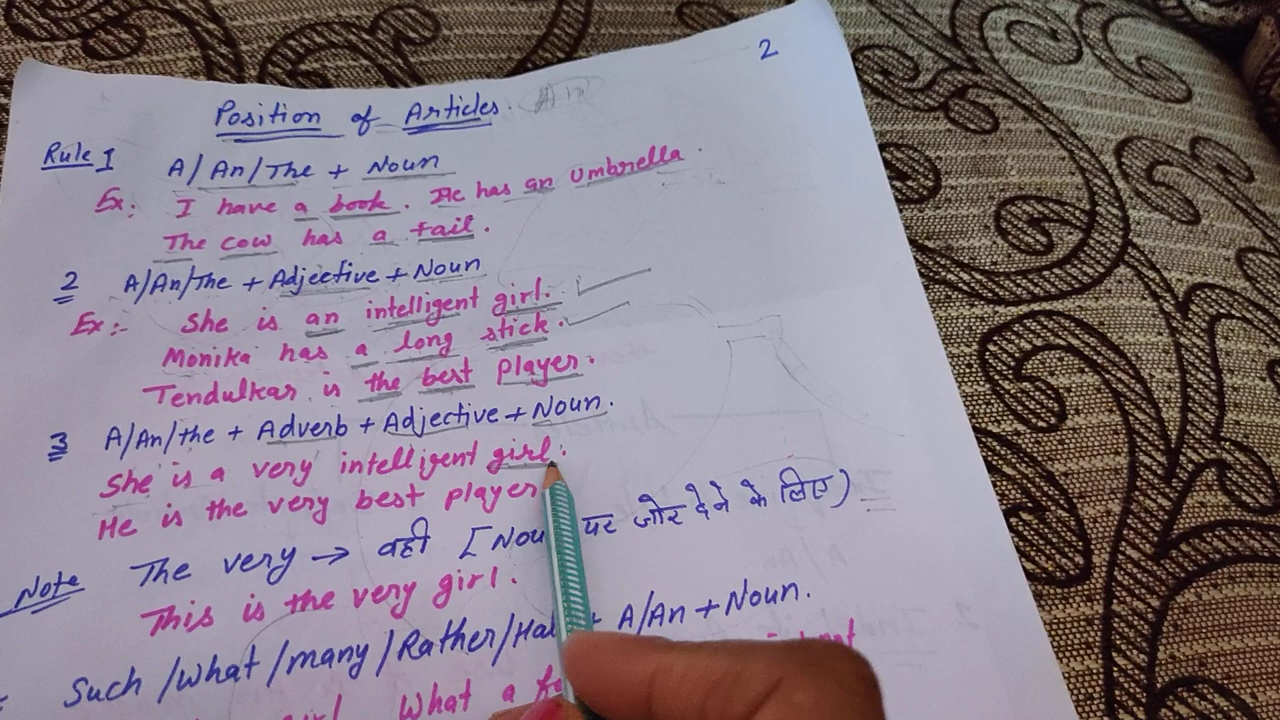 2
Position of Articles.
Rule 1 A/An/The + Noun
Ex: I have a book. He has an umbrella.
The cow has a tail.
2 A/An/The + Adjective + Noun
Ex:- She is an intelligent girl.
Monika has a long stick.
Tendulkar is the best player.
3 A/An/the + Adverb + Adjective + Noun.
She is a very intelligent girl.
He is the very best player
Note The very → वही [Noun पर जोर देने के लिए)
This is the very girl.
Such/What/many/Rather/Half + A/An + Noun.
girl. What a